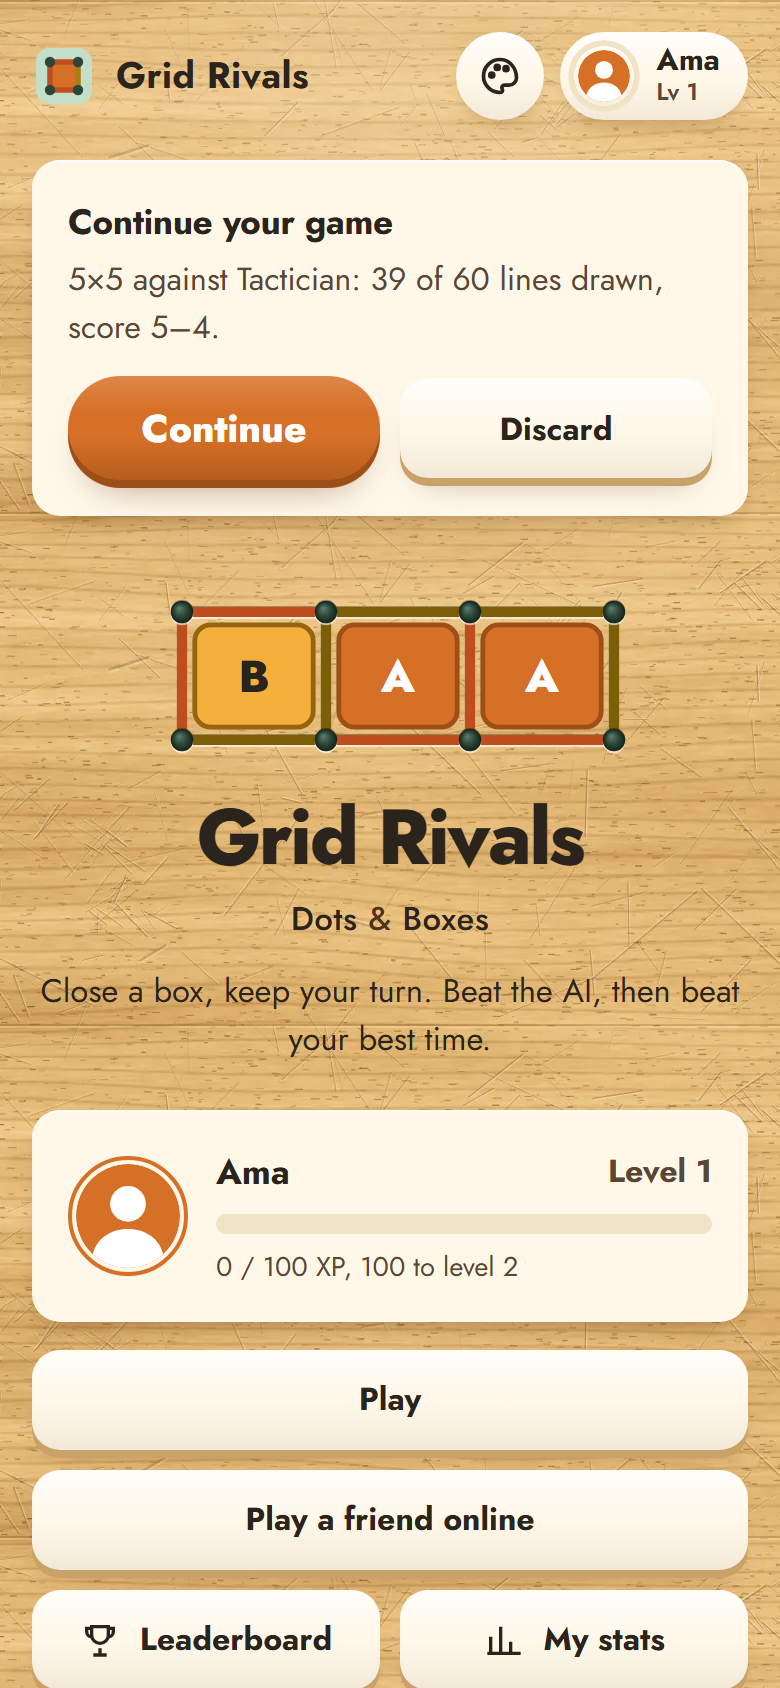 Grid Rivals
Ama
Lv 1
Continue your game
5×5 against Tactician: 39 of 60 lines drawn,
score 5–4.
Continue
Discard
B
A
A
Grid Rivals
Dots & Boxes
Close a box, keep your turn. Beat the AI, then beat
your best time.
Ama
Level 1
0 / 100 XP, 100 to level 2
Play
Play a friend online
Leaderboard
My stats